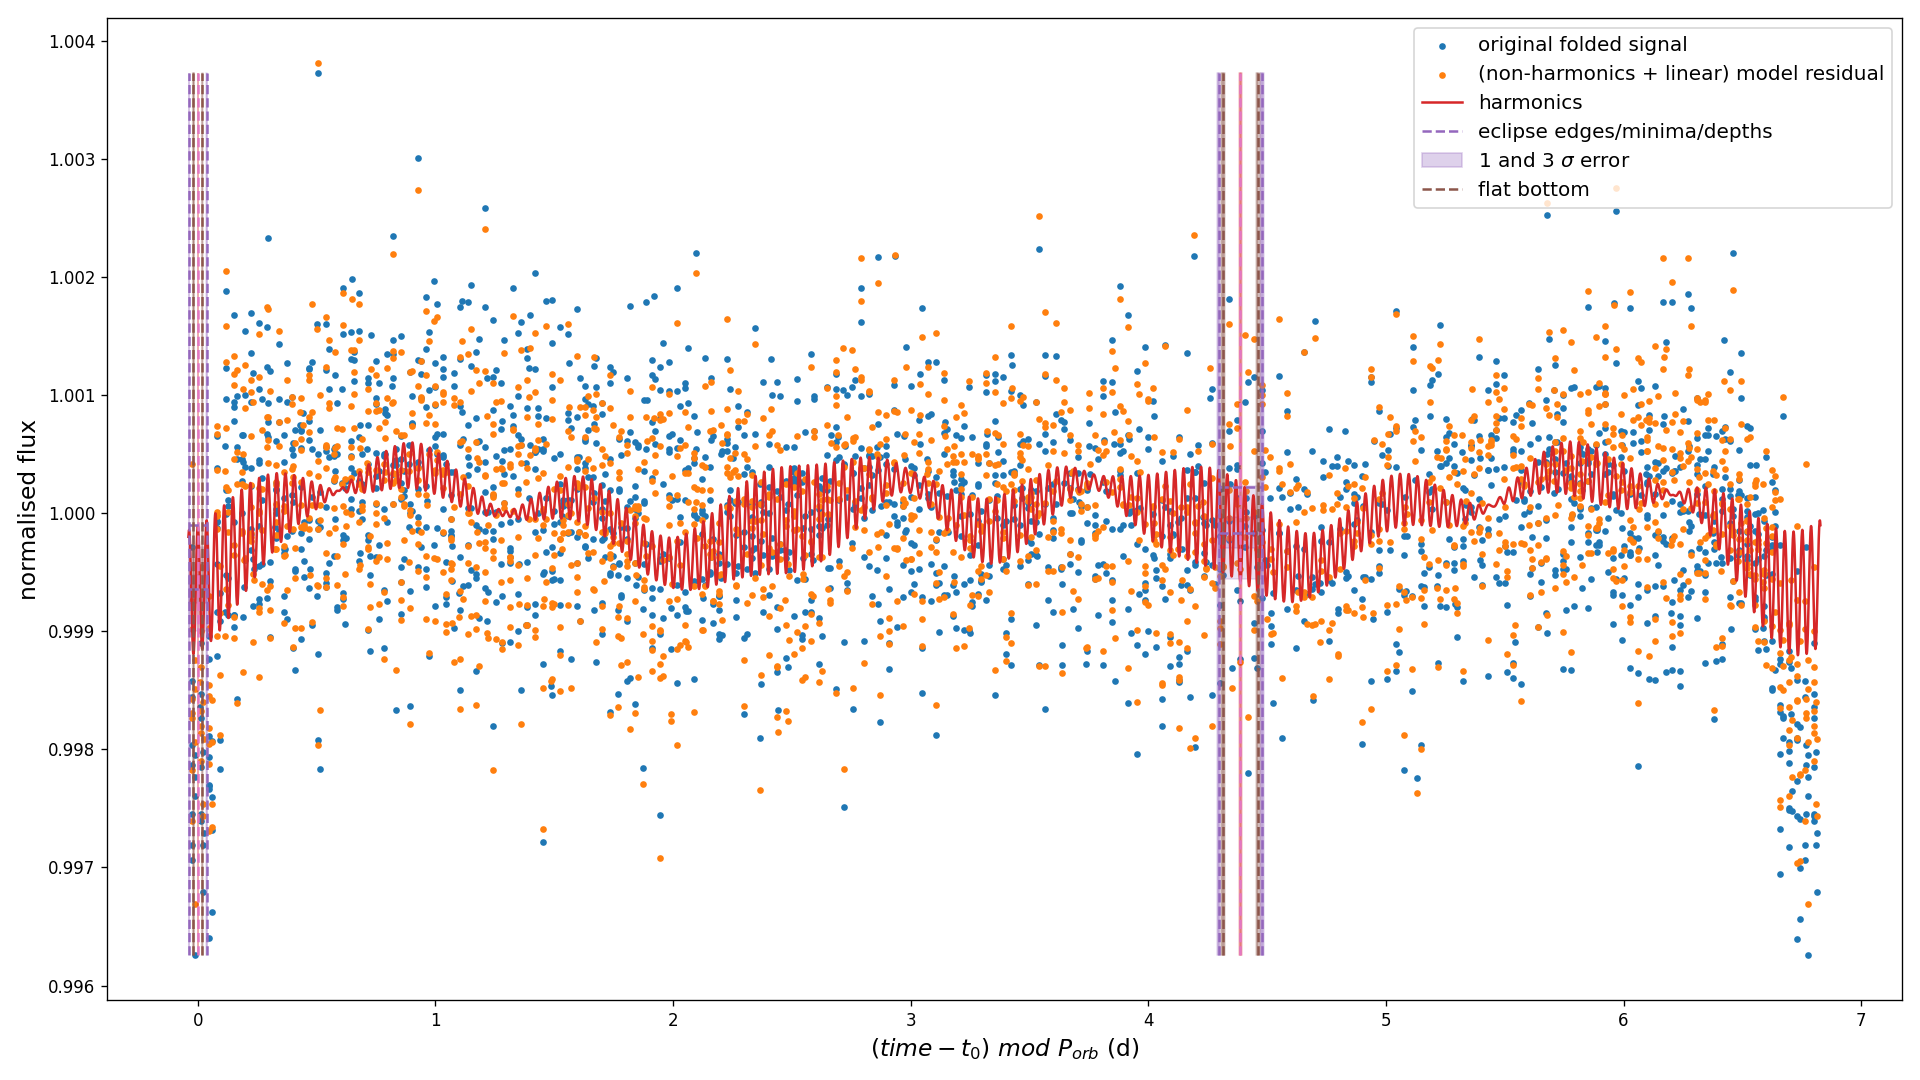 original folded signal
(non-harmonics + linear) model residual
harmonics
eclipse edges/minima/depths
1 and 3 σ error
flat bottom
normalised flux
1.004
1.003
1.002
1.001
1.000
0.999
0.998
0.997
0.996
0 1 2 3 4 5 6 7
(time − t₀) mod P_orb (d)